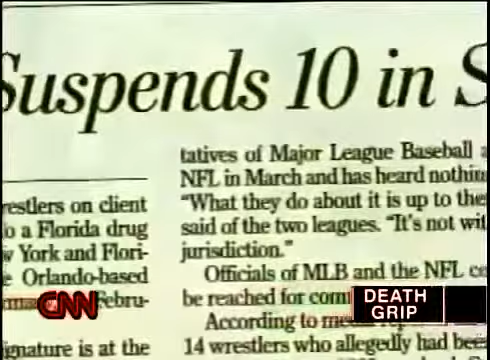 Suspends 10 in S
restlers on client
o a Florida drug
York and Flori-
e Orlando-based
Febru-
ignature is at the
tatives of Major League Baseball a
NFL in March and has heard nothin
"What they do about it is up to the
said of the two leagues. "It's not wit
jurisdiction."
Officials of MLB and the NFL co
be reached for com
According to me
14 wrestlers who allegedly had bee
CNN
DEATH
GRIP